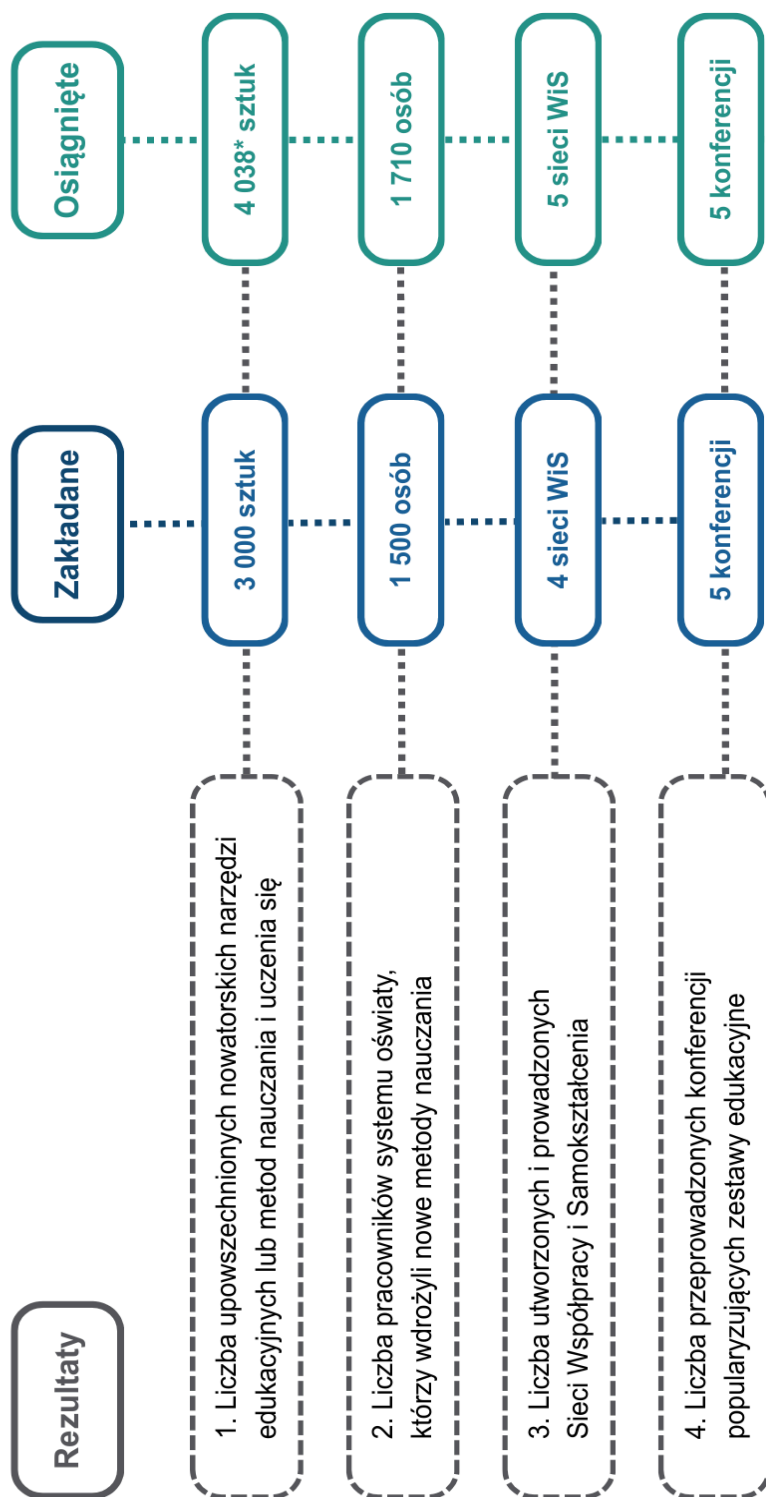 Rezultaty
Zakładane
Osiągnięte
1. Liczba upowszechnionych nowatorskich narzędzi
edukacyjnych lub metod nauczania i uczenia się
3 000 sztuk
4 038* sztuk
2. Liczba pracowników systemu oświaty,
którzy wdrożyli nowe metody nauczania
1 500 osób
1 710 osób
3. Liczba utworzonych i prowadzonych
Sieci Współpracy i Samokształcenia
4 sieci WiS
5 sieci WiS
4. Liczba przeprowadzonych konferencji
popularyzujących zestawy edukacyjne
5 konferencji
5 konferencji